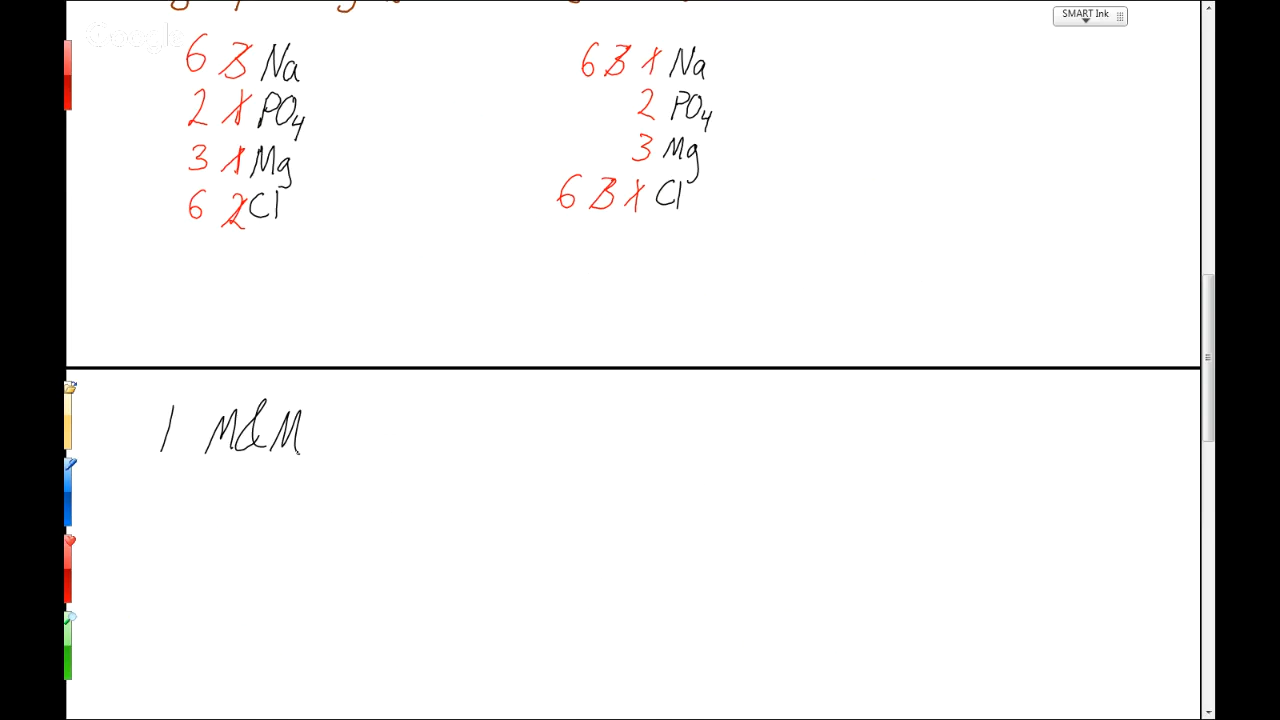 Google
SMART Ink
6 3 Na
2 1 PO4
3 1 Mg
6 2 Cl
6 3 1 Na
2 PO4
3 Mg
6 3 1 Cl
1 M&M